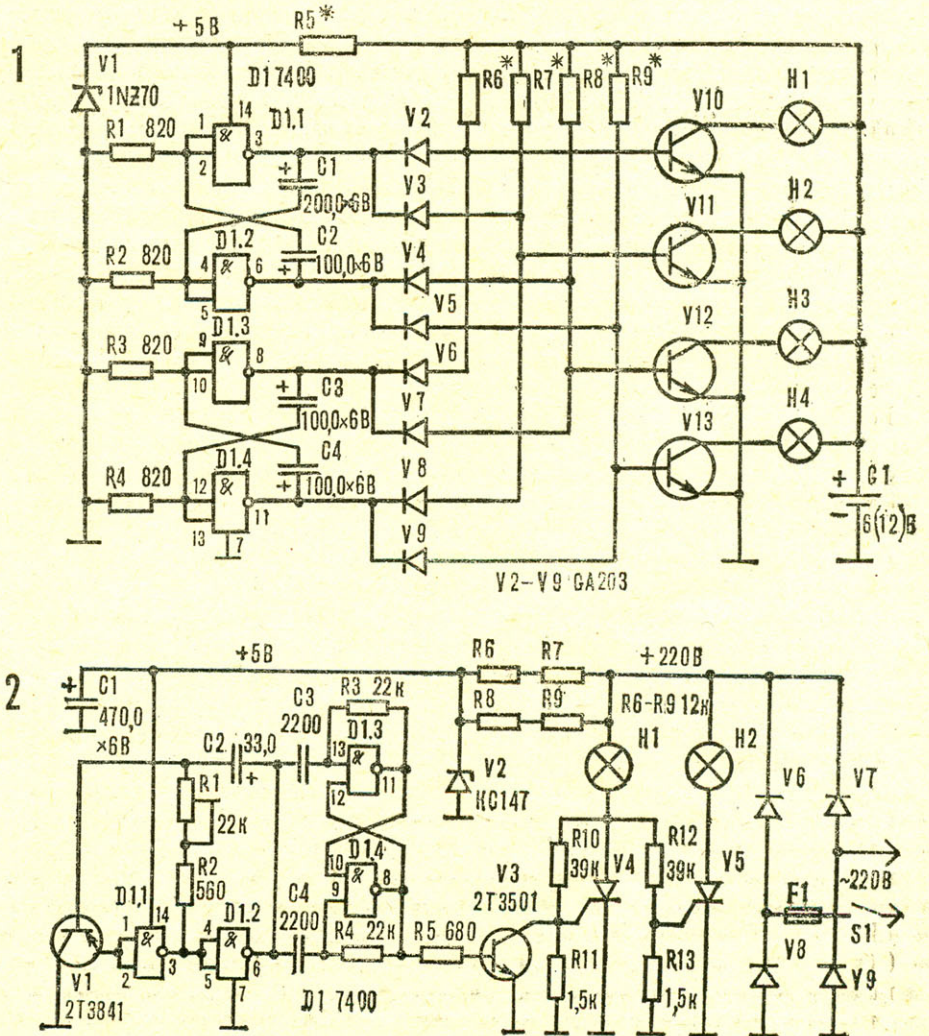 1
+5В
R5*
V1
1NZ70
D1 7400
R6*
R7*
R8*
R9*
V10
H1
R1 820
1
2
&
14
3
D1.1
V2
+
C1
200,0×6В
V3
V11
H2
R2 820
D1.2
4
5
&
6
C2
+
100,0×6В
V4
V5
R3 820
D1.3
9
10
&
8
V6
V12
H3
+
C3
100,0×6В
V7
V13
H4
D1.4
C4
R4 820
12
13
&
11
7
+
100,0×6В
V8
V9
+
G1
−
6(12)В
V2–V9 GA203
2
+5В
R6
R7
+220В
+
C1
470,0
×6В
C3
2200
R3 22к
R8
R9
R6–R9 12к
C2
33,0
+
D1.3
13
12
&
11
H1
H2
V2
КС147
V6
V7
R1
22к
D1.4
10
9
&
8
R10
39к
V4
R12
39к
V5
R2
560
V3
2Т3501
~220В
D1.1
1
2
&
14
3
D1.2
4
5
&
6
7
C4
2200
R4 22к
R5 680
F1
S1
V1
2Т3841
D1 7400
R11
1,5к
R13
1,5к
V8
V9